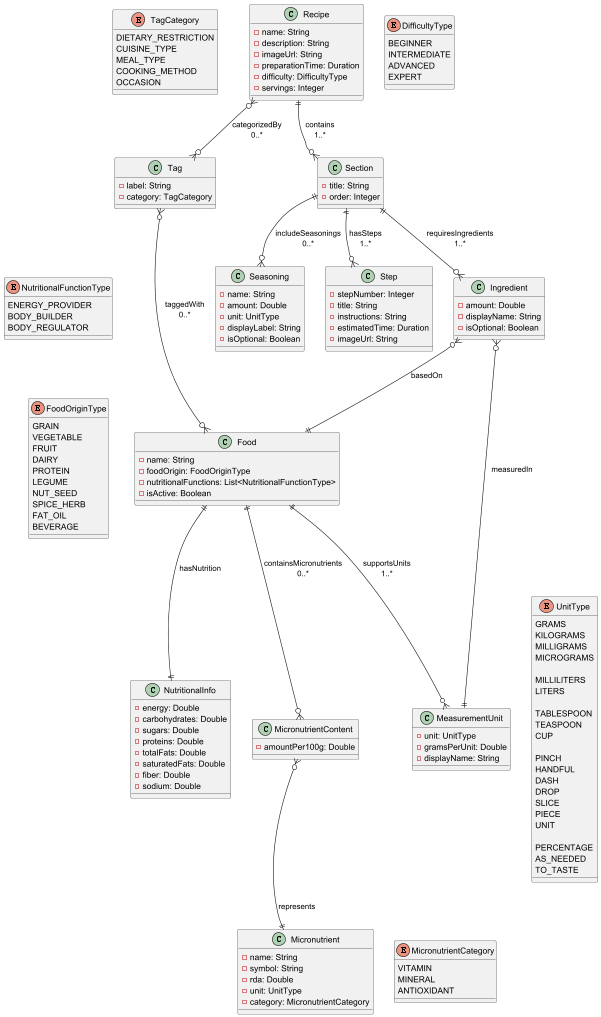 E TagCategory
DIETARY_RESTRICTION
CUISINE_TYPE
MEAL_TYPE
COOKING_METHOD
OCCASION
C Recipe
name: String
description: String
imageUrl: String
preparationTime: Duration
difficulty: DifficultyType
servings: Integer
E DifficultyType
BEGINNER
INTERMEDIATE
ADVANCED
EXPERT
categorizedBy
0..*
contains
1..*
C Tag
label: String
category: TagCategory
C Section
title: String
order: Integer
includeSeasonings
0..*
hasSteps
1..*
requiresIngredients
1..*
E NutritionalFunctionType
ENERGY_PROVIDER
BODY_BUILDER
BODY_REGULATOR
taggedWith
0..*
C Seasoning
name: String
amount: Double
unit: UnitType
displayLabel: String
isOptional: Boolean
C Step
stepNumber: Integer
title: String
instructions: String
estimatedTime: Duration
imageUrl: String
C Ingredient
amount: Double
displayName: String
isOptional: Boolean
basedOn
E FoodOriginType
GRAIN
VEGETABLE
FRUIT
DAIRY
PROTEIN
LEGUME
NUT_SEED
SPICE_HERB
FAT_OIL
BEVERAGE
C Food
name: String
foodOrigin: FoodOriginType
nutritionalFunctions: List<NutritionalFunctionType>
isActive: Boolean
measuredIn
hasNutrition
containsMicronutrients
0..*
supportsUnits
1..*
E UnitType
GRAMS
KILOGRAMS
MILLIGRAMS
MICROGRAMS
MILLILITERS
LITERS
TABLESPOON
TEASPOON
CUP
PINCH
HANDFUL
DASH
DROP
SLICE
PIECE
UNIT
PERCENTAGE
AS_NEEDED
TO_TASTE
C NutritionalInfo
energy: Double
carbohydrates: Double
sugars: Double
proteins: Double
totalFats: Double
saturatedFats: Double
fiber: Double
sodium: Double
C MicronutrientContent
amountPer100g: Double
C MeasurementUnit
unit: UnitType
gramsPerUnit: Double
displayName: String
represents
C Micronutrient
name: String
symbol: String
rda: Double
unit: UnitType
category: MicronutrientCategory
E MicronutrientCategory
VITAMIN
MINERAL
ANTIOXIDANT